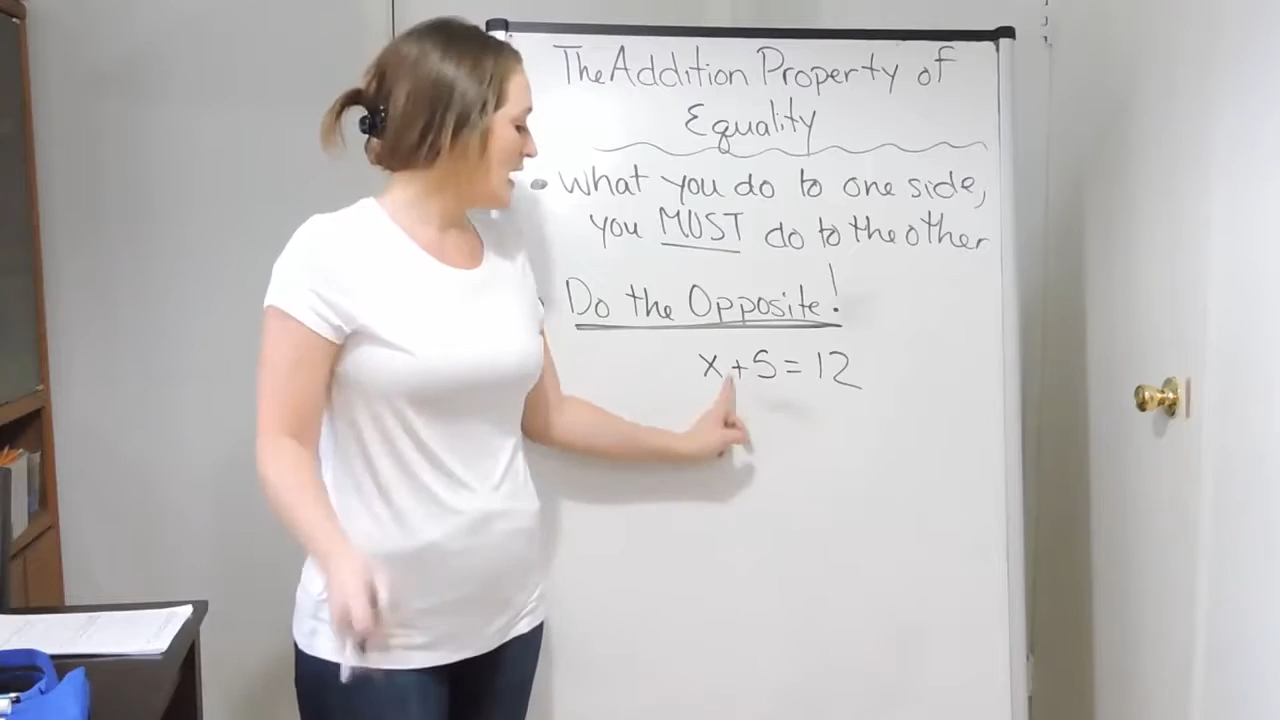 The Addition Property of
Equality
• What you do to one side,
you MUST do to the other
Do the Opposite!
x+5=12